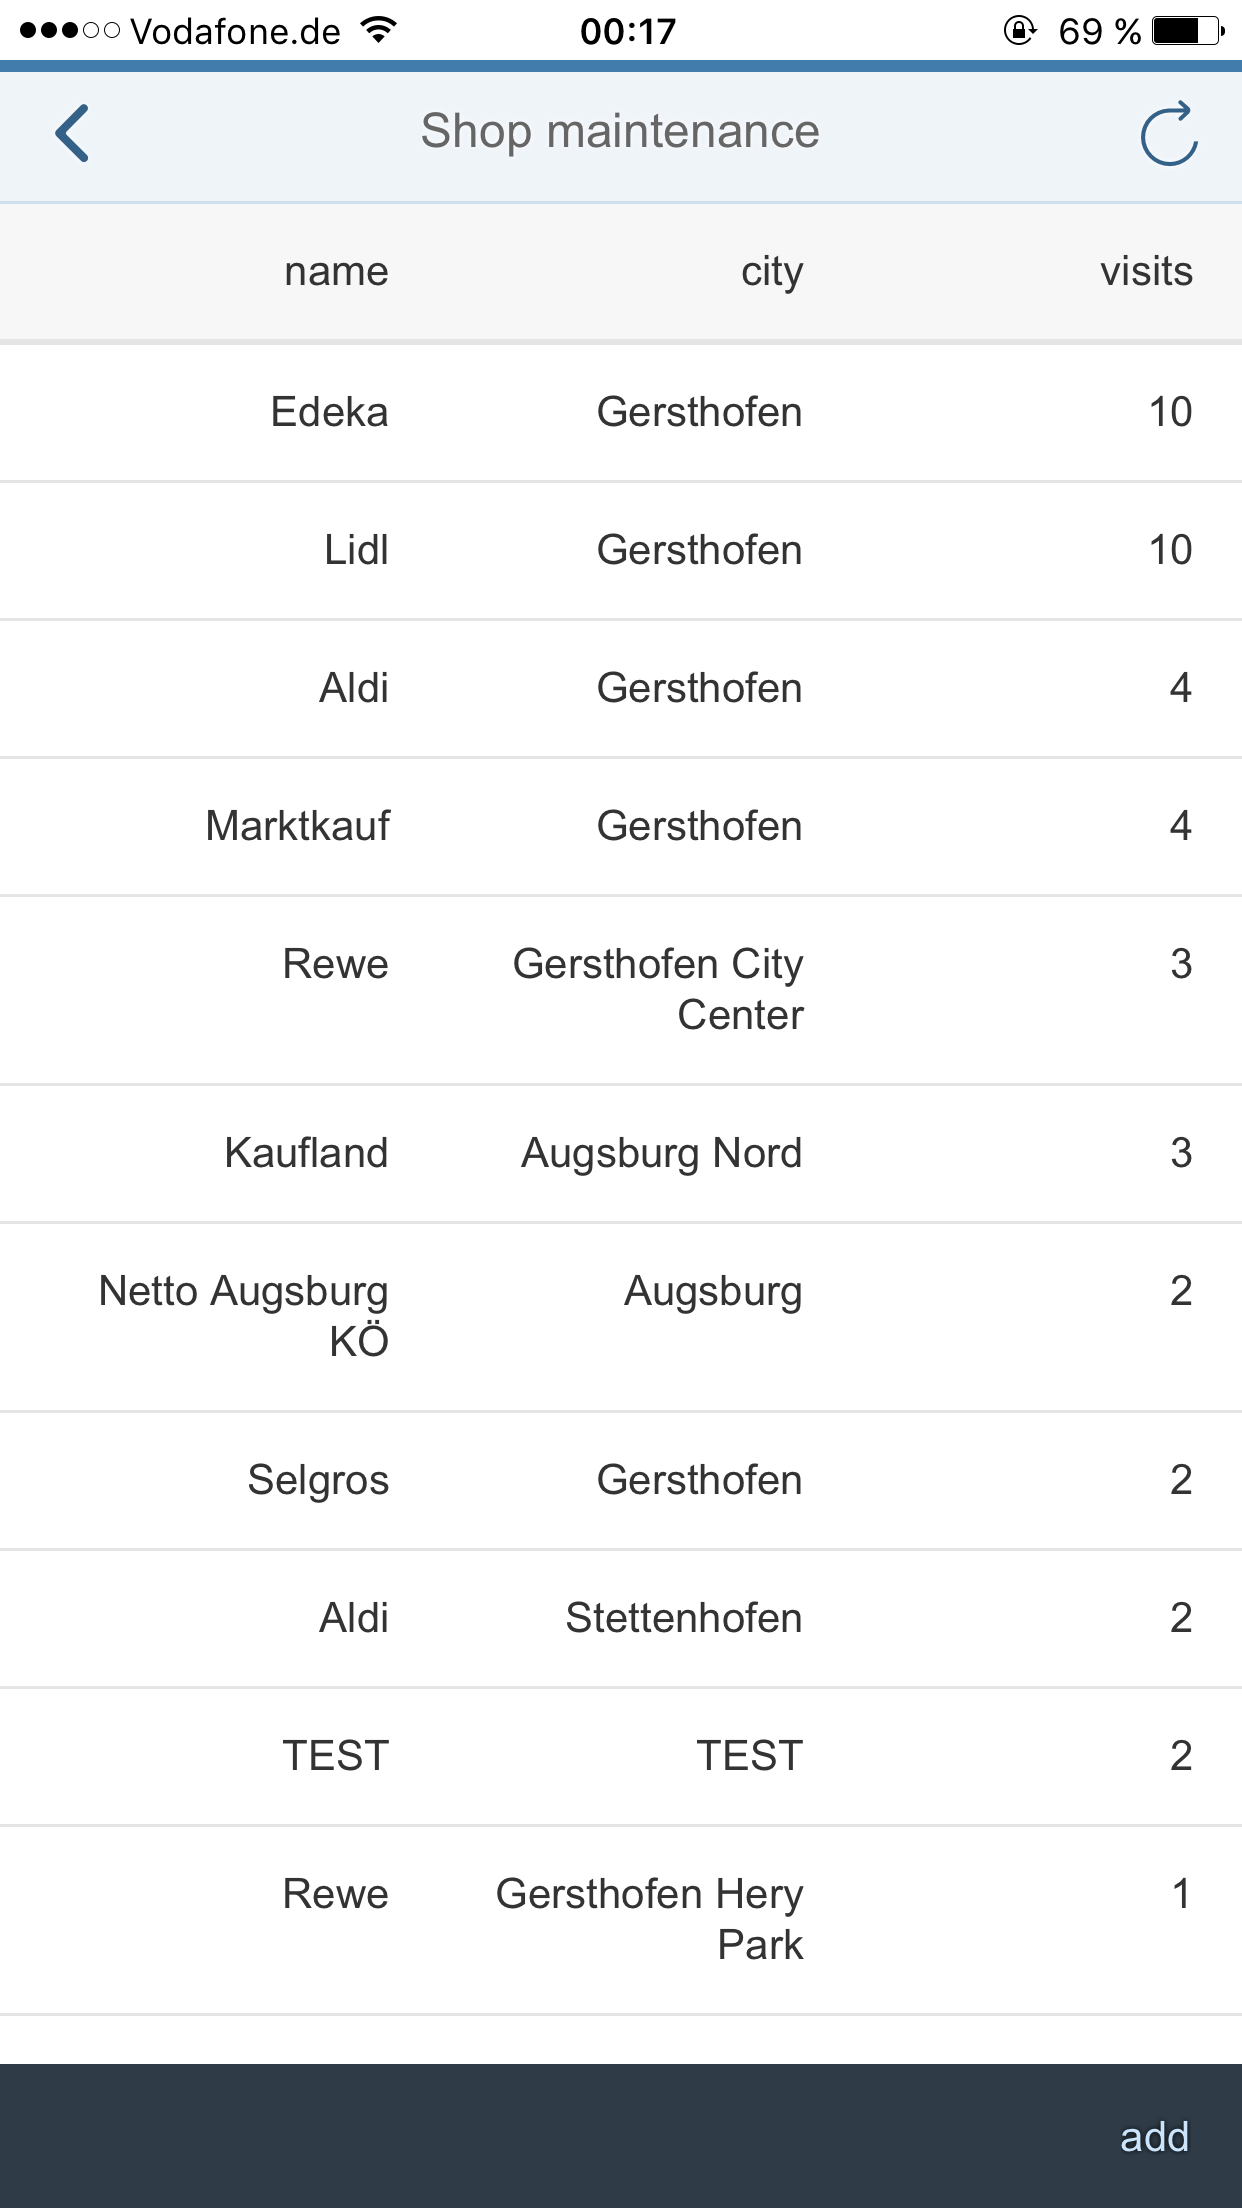 Vodafone.de 00:17 69 %
Shop maintenance
name city visits
Edeka Gersthofen 10
Lidl Gersthofen 10
Aldi Gersthofen 4
Marktkauf Gersthofen 4
Rewe Gersthofen City 3
Center
Kaufland Augsburg Nord 3
Netto Augsburg Augsburg 2
KÖ
Selgros Gersthofen 2
Aldi Stettenhofen 2
TEST TEST 2
Rewe Gersthofen Hery 1
Park
add